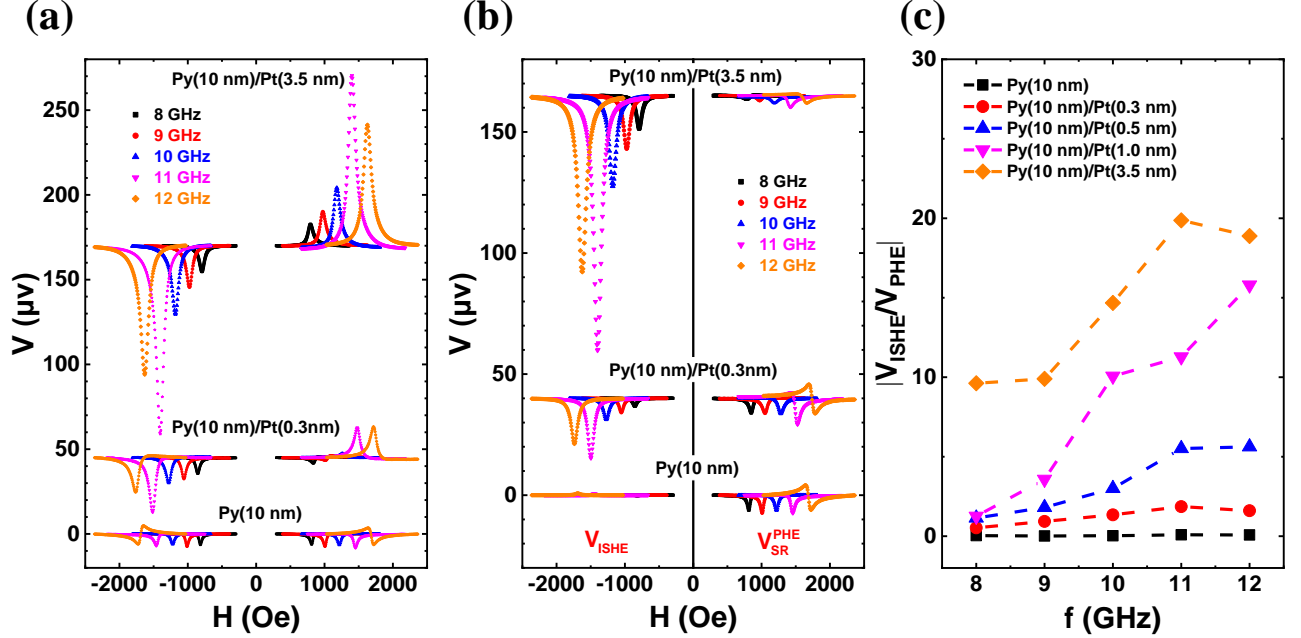 (a)
Py(10 nm)/Pt(3.5 nm)
8 GHz
9 GHz
10 GHz
11 GHz
12 GHz
Py(10 nm)/Pt(0.3nm)
Py(10 nm)
250
200
150
100
50
0
V (μv)
-2000 -1000 0 1000 2000
H (Oe)
(b)
Py(10 nm)/Pt(3.5 nm)
8 GHz
9 GHz
10 GHz
11 GHz
12 GHz
Py(10 nm)/Pt(0.3nm)
Py(10 nm)
V_ISHE
V_SR^PHE
150
100
50
0
V (μv)
-2000 -1000 0 1000 2000
H (Oe)
(c)
Py(10 nm)
Py(10 nm)/Pt(0.3 nm)
Py(10 nm)/Pt(0.5 nm)
Py(10 nm)/Pt(1.0 nm)
Py(10 nm)/Pt(3.5 nm)
30
20
10
0
|V_ISHE/V_PHE|
8 9 10 11 12
f (GHz)